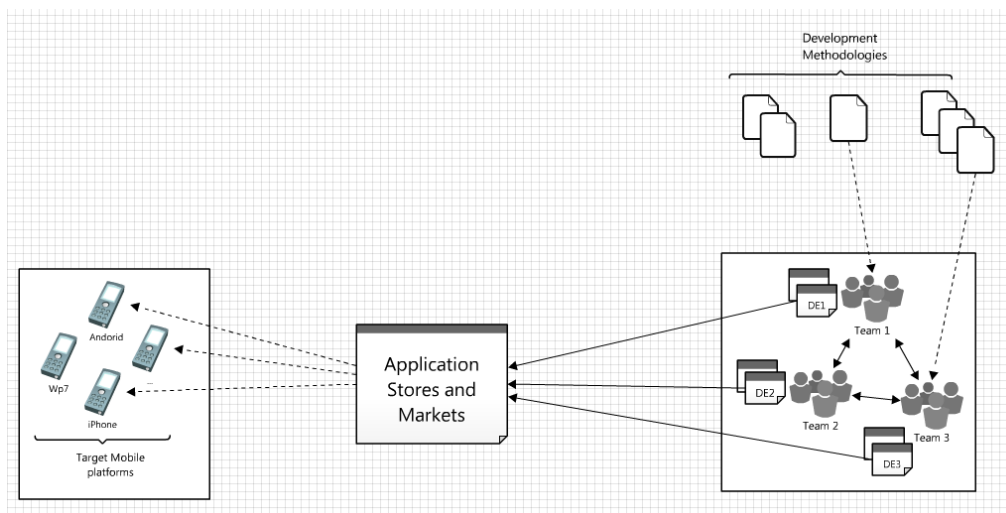 Development
Methodologies
DE1
Team 1
Andorid
Wp7
...
iPhone
Target Mobile
platforms
Application
Stores and
Markets
DE2
Team 2
Team 3
DE3